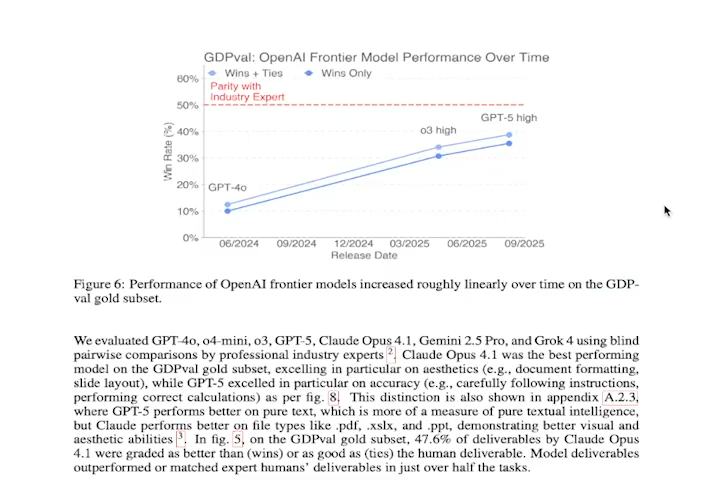 GDPval: OpenAI Frontier Model Performance Over Time
Wins + Ties Wins Only
60%
Parity with
Industry Expert
50%
GPT-5 high
40%
o3 high
30%
20%
GPT-4o
10%
0%
Win Rate (%)
06/2024 09/2024 12/2024 03/2025 06/2025 09/2025
Release Date
Figure 6: Performance of OpenAI frontier models increased roughly linearly over time on the GDP-
val gold subset.
We evaluated GPT-4o, o4-mini, o3, GPT-5, Claude Opus 4.1, Gemini 2.5 Pro, and Grok 4 using blind
pairwise comparisons by professional industry experts 2. Claude Opus 4.1 was the best performing
model on the GDPval gold subset, excelling in particular on aesthetics (e.g., document formatting,
slide layout), while GPT-5 excelled in particular on accuracy (e.g., carefully following instructions,
performing correct calculations) as per fig. 8. This distinction is also shown in appendix A.2.3,
where GPT-5 performs better on pure text, which is more of a measure of pure textual intelligence,
but Claude performs better on file types like .pdf, .xslx, and .ppt, demonstrating better visual and
aesthetic abilities 3. In fig. 5, on the GDPval gold subset, 47.6% of deliverables by Claude Opus
4.1 were graded as better than (wins) or as good as (ties) the human deliverable. Model deliverables
outperformed or matched expert humans' deliverables in just over half the tasks.